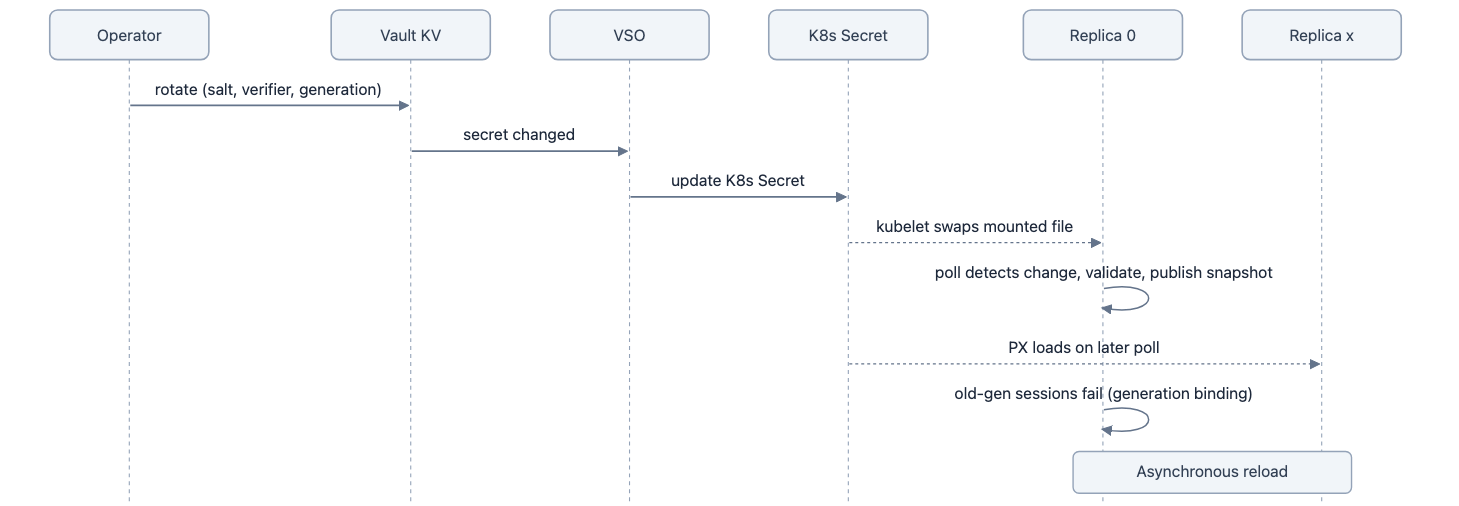 Operator
Vault KV
VSO
K8s Secret
Replica 0
Replica x
rotate (salt, verifier, generation)
secret changed
update K8s Secret
kubelet swaps mounted file
poll detects change, validate, publish snapshot
PX loads on later poll
old-gen sessions fail (generation binding)
Asynchronous reload